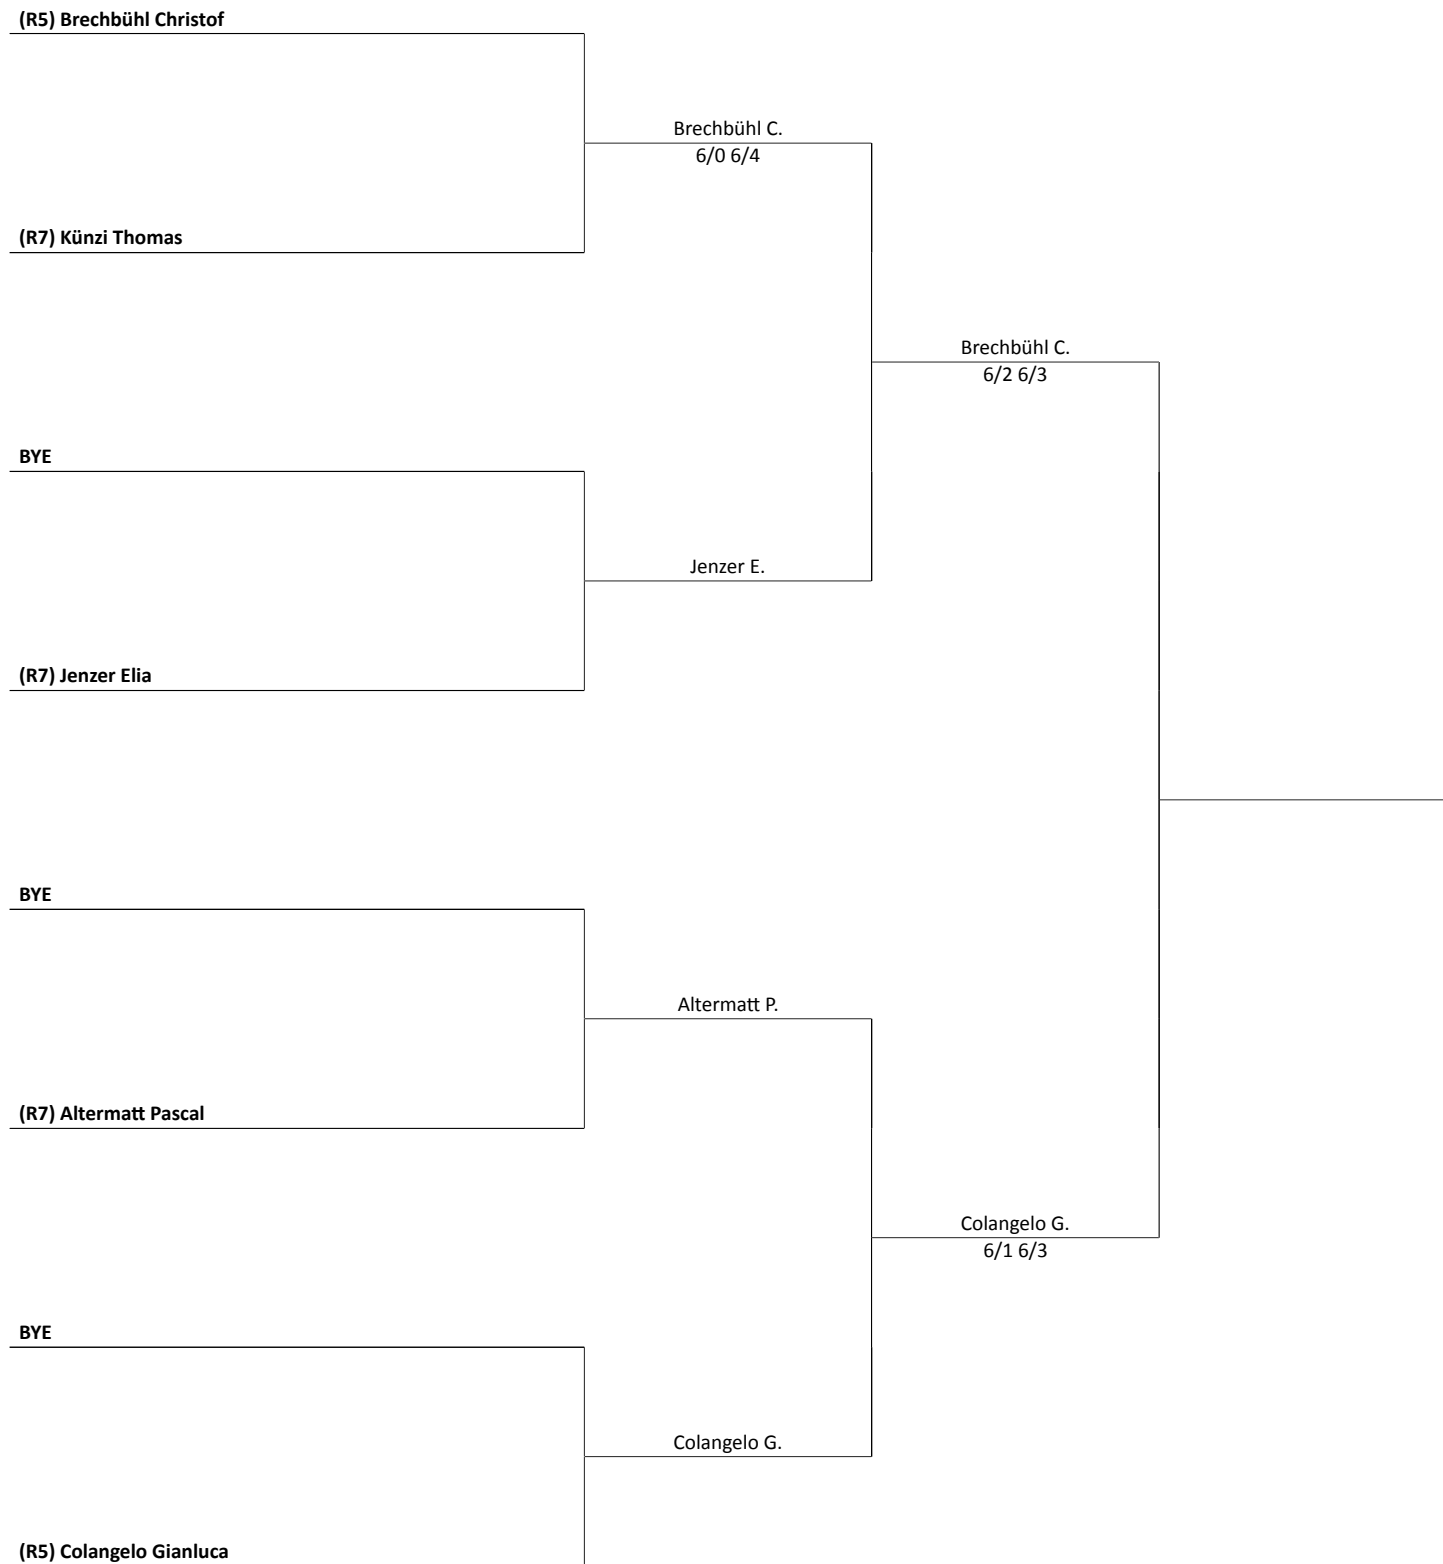 (R5) Brechbühl Christof
Brechbühl C.
6/0 6/4
(R7) Künzi Thomas
Brechbühl C.
6/2 6/3
BYE
Jenzer E.
(R7) Jenzer Elia
BYE
Altermatt P.
(R7) Altermatt Pascal
Colangelo G.
6/1 6/3
BYE
Colangelo G.
(R5) Colangelo Gianluca